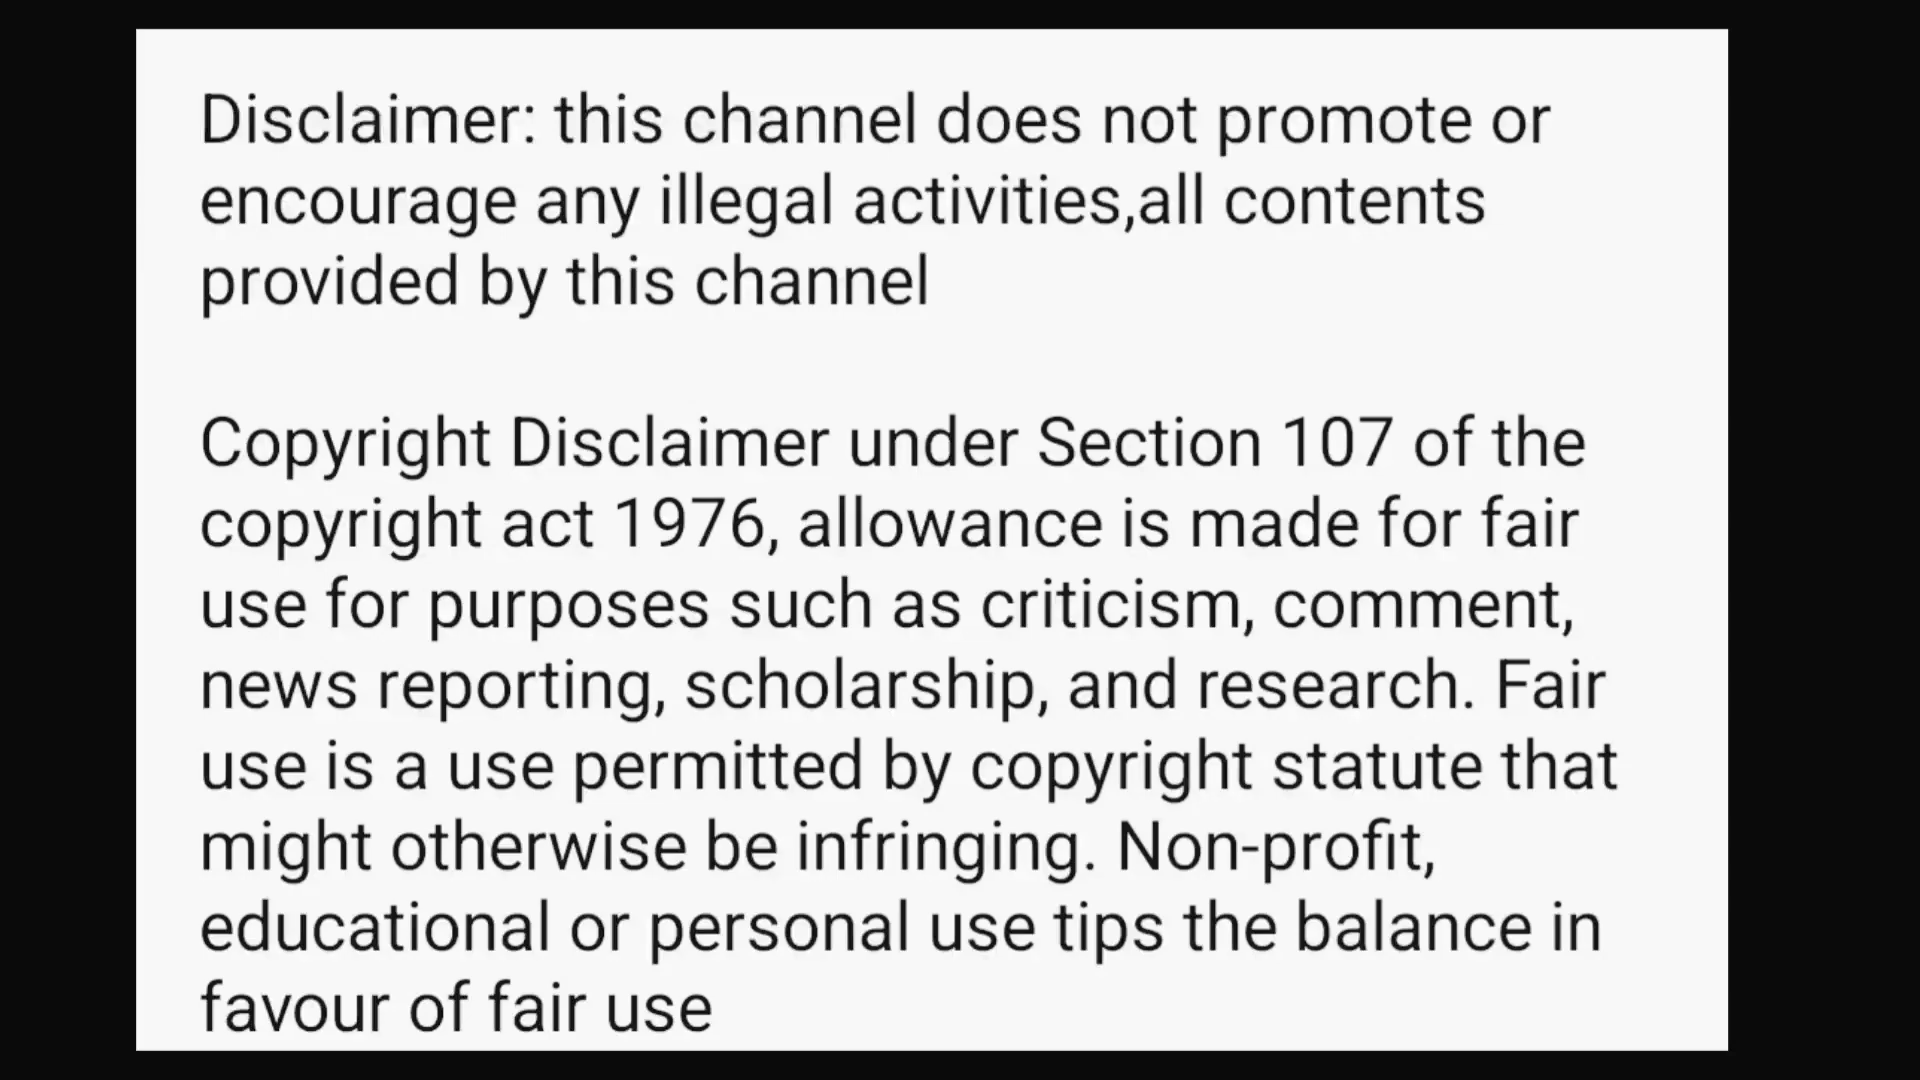 Disclaimer: this channel does not promote or
encourage any illegal activities,all contents
provided by this channel
Copyright Disclaimer under Section 107 of the
copyright act 1976, allowance is made for fair
use for purposes such as criticism, comment,
news reporting, scholarship, and research. Fair
use is a use permitted by copyright statute that
might otherwise be infringing. Non-profit,
educational or personal use tips the balance in
favour of fair use